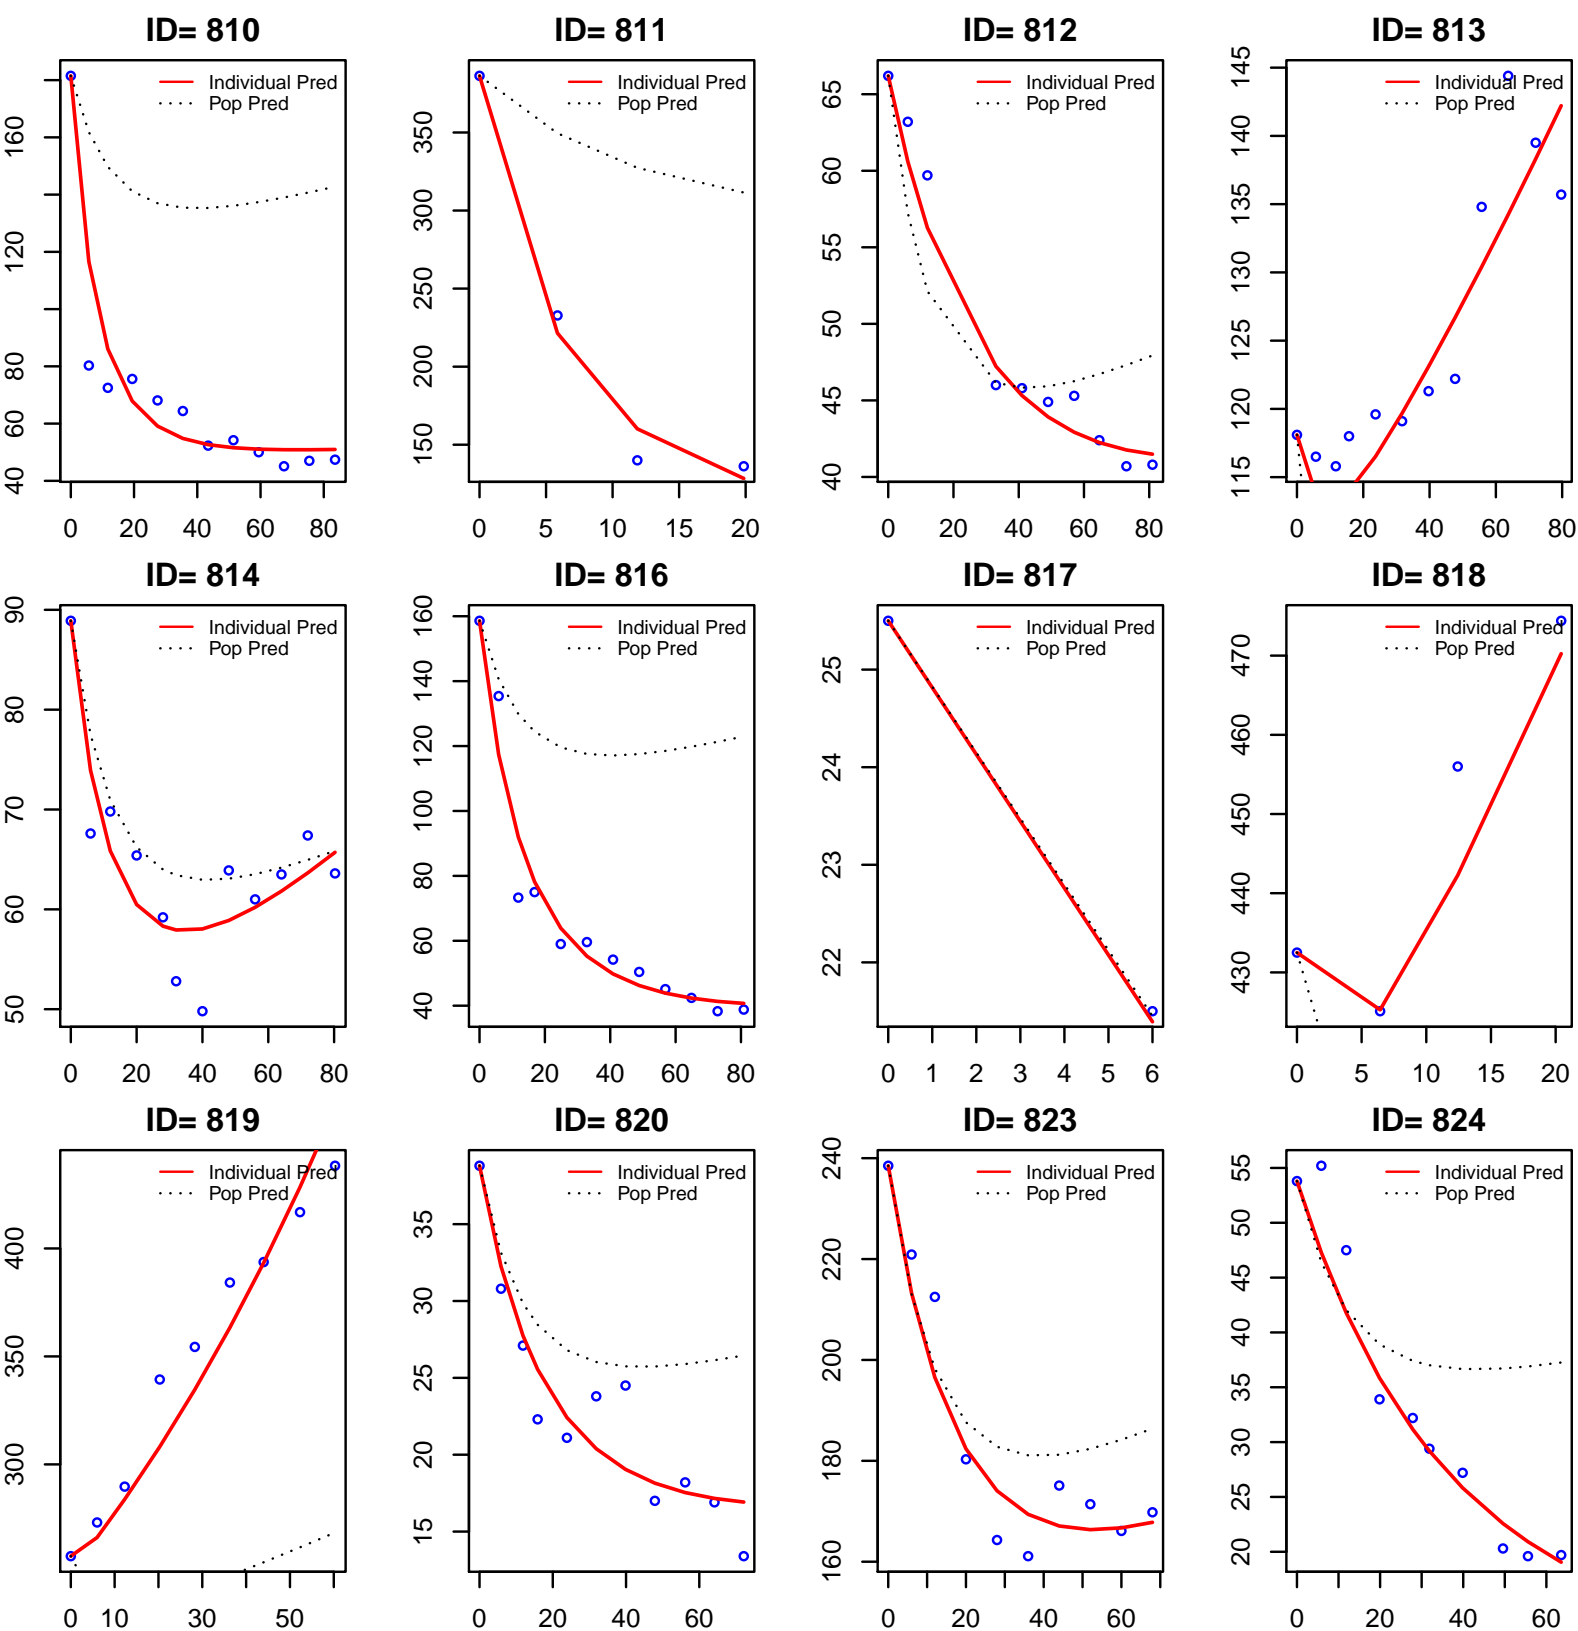 ID= 810
ID= 811
ID= 812
ID= 813
Individual Pred
Pop Pred
Individual Pred
Pop Pred
Individual Pred
Pop Pred
Individual Pred
Pop Pred
40 60 80 120 160
150 200 250 300 350
40 45 50 55 60 65
115 120 125 130 135 140 145
0 20 40 60 80
0 5 10 15 20
0 20 40 60 80
0 20 40 60 80
ID= 814
ID= 816
ID= 817
ID= 818
Individual Pred
Pop Pred
Individual Pred
Pop Pred
Individual Pred
Pop Pred
Individual Pred
Pop Pred
50 60 70 80 90
40 60 80 100 120 140 160
22 23 24 25
430 440 450 460 470
0 20 40 60 80
0 20 40 60 80
0 1 2 3 4 5 6
0 5 10 15 20
ID= 819
ID= 820
ID= 823
ID= 824
Individual Pred
Pop Pred
Individual Pred
Pop Pred
Individual Pred
Pop Pred
Individual Pred
Pop Pred
300 350 400
15 20 25 30 35
160 180 200 220 240
20 25 30 35 40 45 50 55
0 10 30 50
0 20 40 60
0 20 40 60
0 20 40 60